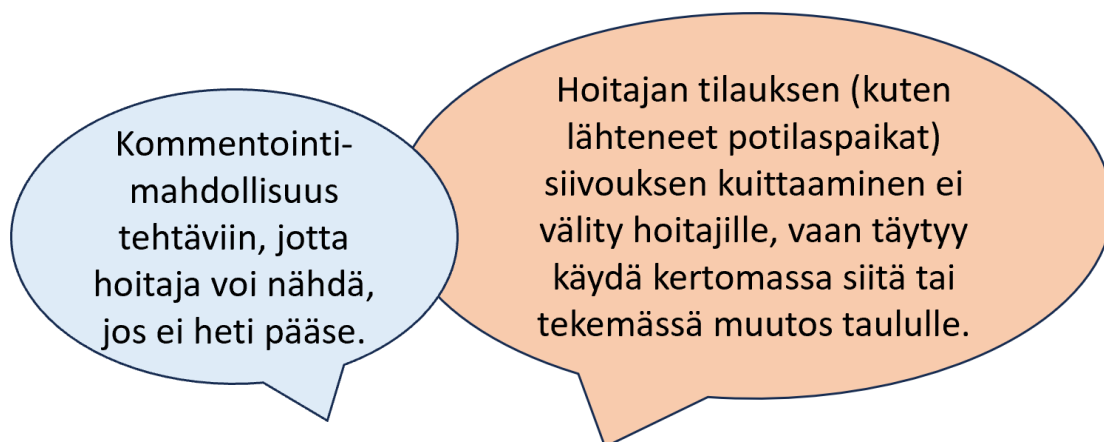 Kommentointi-
mahdollisuus
tehtäviin, jotta
hoitaja voi nähdä,
jos ei heti pääse.
Hoitajan tilauksen (kuten
lähteneet potilaspaikat)
siivouksen kuittaaminen ei
välity hoitajille, vaan täytyy
käydä kertomassa siitä tai
tekemässä muutos taululle.